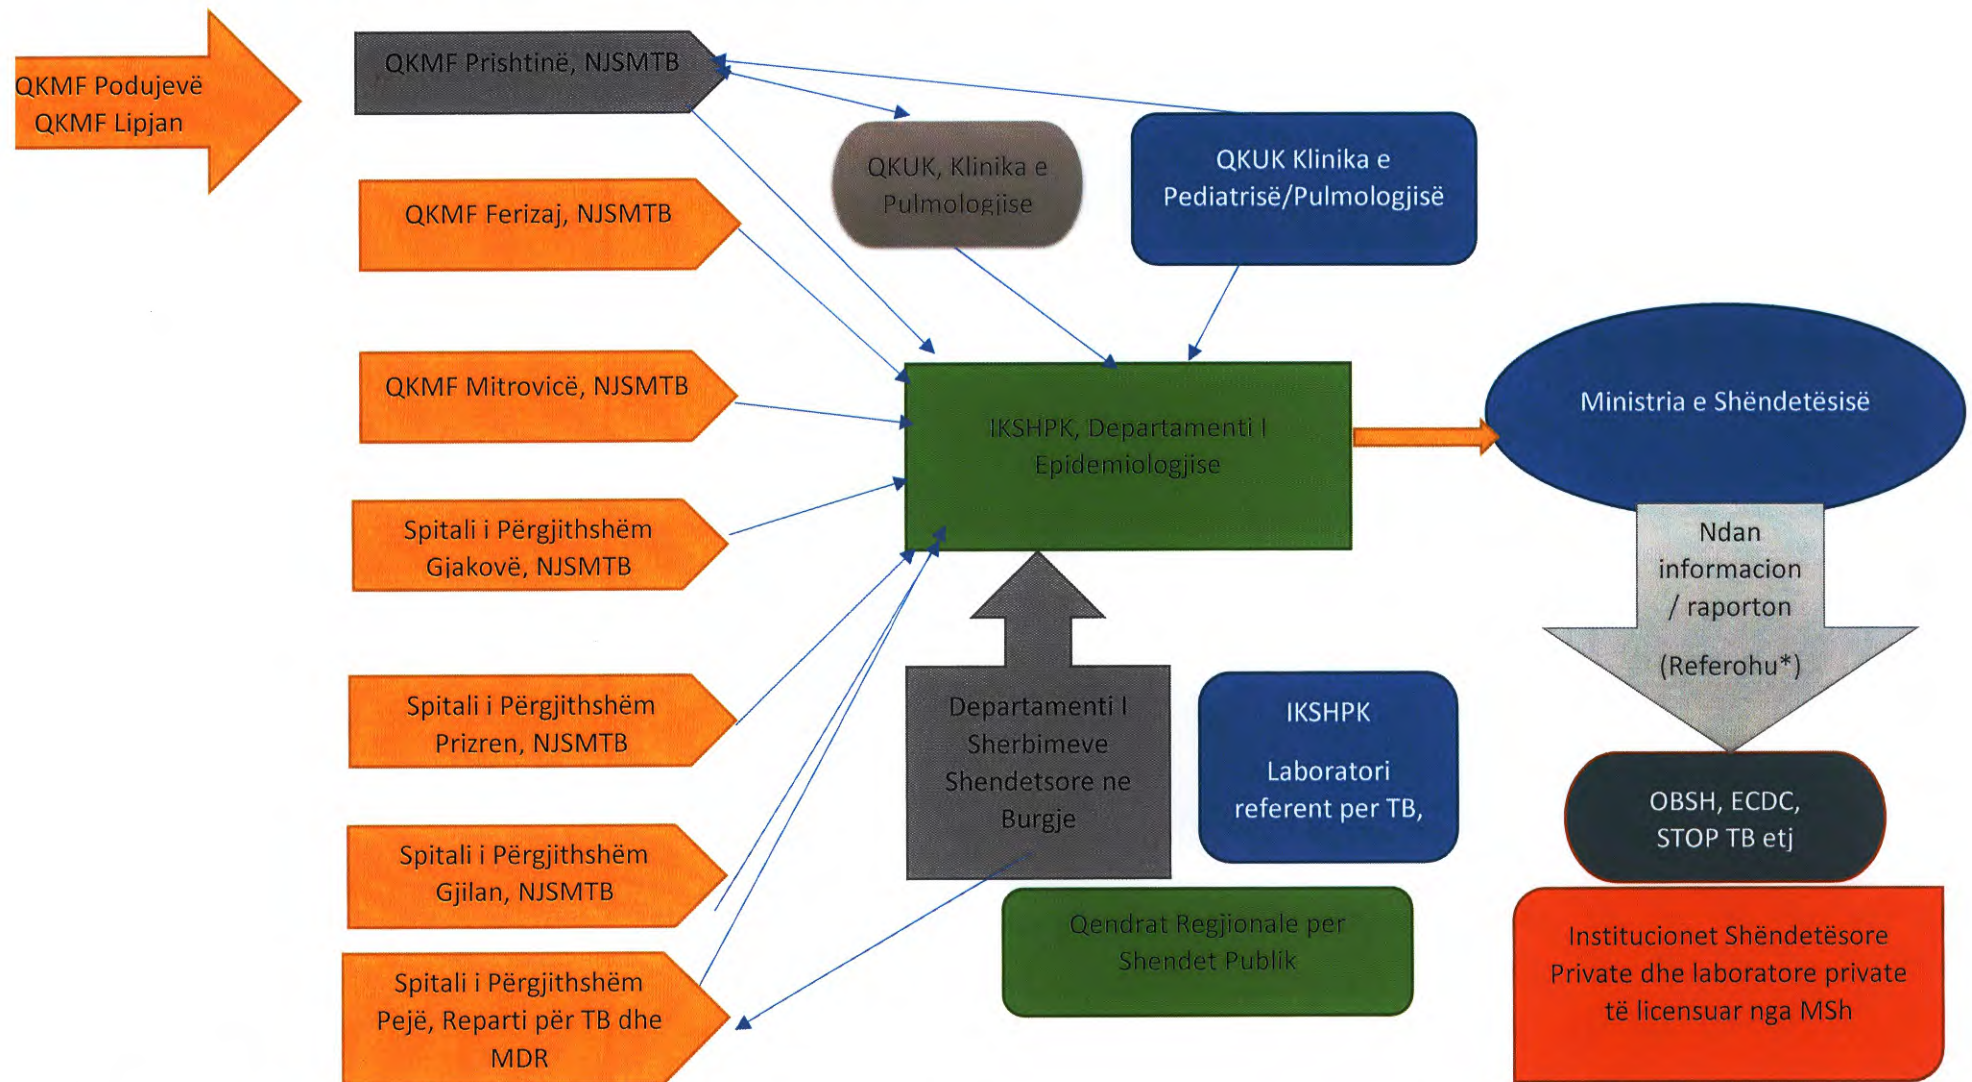 QKMF Podujevë
QKMF Lipjan
QKMF Prishtinë, NJSMTB
QKUK, Klinika e
Pulmologjise
QKUK Klinika e
Pediatrisë/Pulmologjisë
QKMF Ferizaj, NJSMTB
QKMF Mitrovicë, NJSMTB
IKSHPK, Departamenti I
Epidemiologjise
Ministria e Shëndetësisë
Spitali i Përgjithshëm
Gjakovë, NJSMTB
Ndan
informacion
/ raporton
(Referohu*)
Spitali i Përgjithshëm
Prizren, NJSMTB
Departamenti I
Sherbimeve
Shendetsore ne
Burgje
IKSHPK
Laboratori
referent per TB,
OBSH, ECDC,
STOP TB etj
Spitali i Përgjithshëm
Gjilan, NJSMTB
Qendrat Regjionale per
Shendet Publik
Institucionet Shëndetësore
Private dhe laboratore private
të licensuar nga MSh
Spitali i Përgjithshëm
Pejë, Reparti për TB dhe
MDR